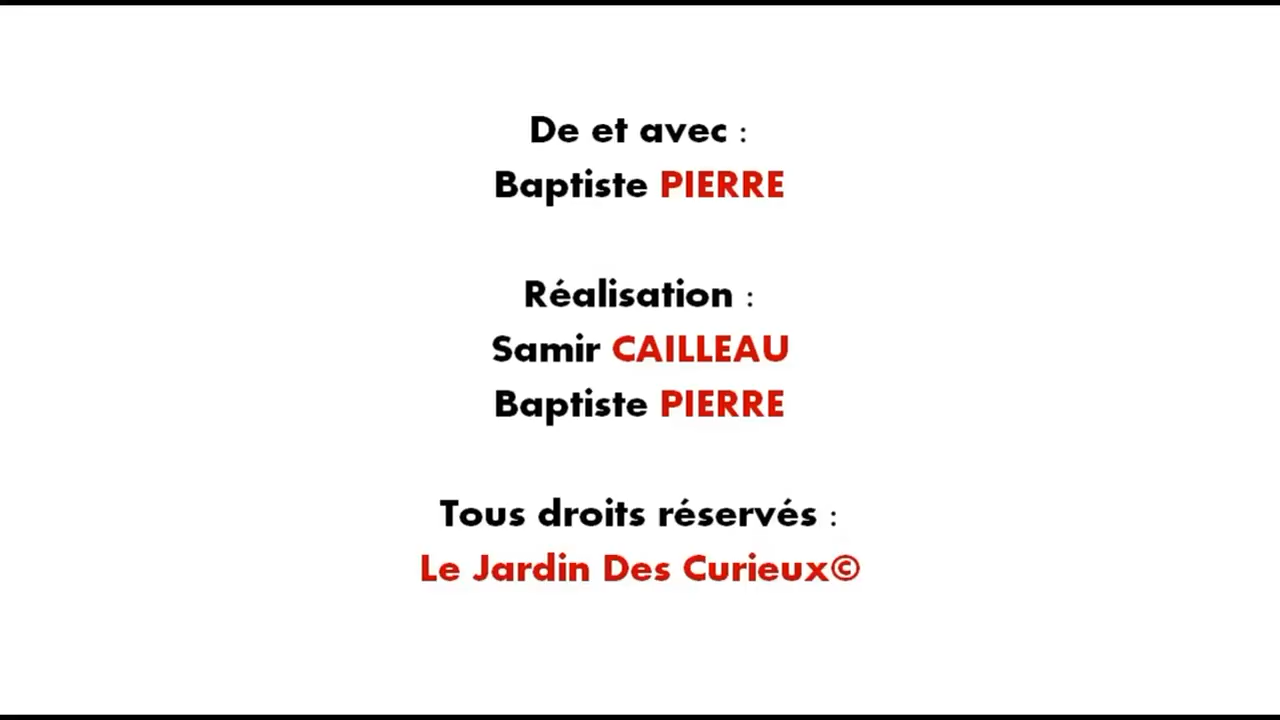 De et avec :
Baptiste PIERRE
Réalisation :
Samir CAILLEAU
Baptiste PIERRE
Tous droits réservés :
Le Jardin Des Curieux©